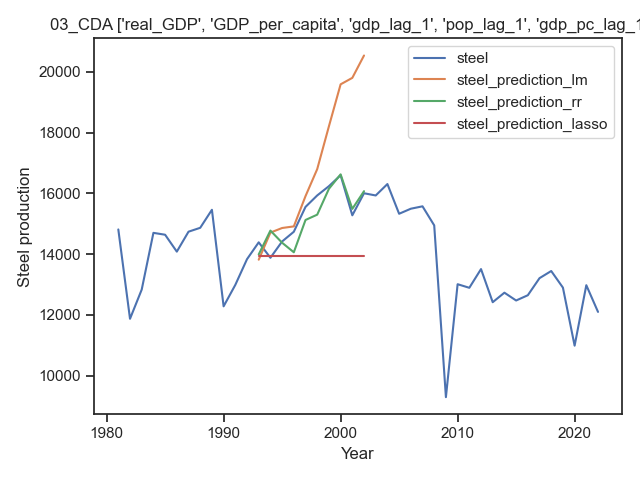 03_CDA ['real_GDP', 'GDP_per_capita', 'gdp_lag_1', 'pop_lag_1', 'gdp_pc_lag_1
steel
steel_prediction_lm
steel_prediction_rr
steel_prediction_lasso
20000
18000
16000
14000
12000
10000
Steel production
1980
1990
2000
2010
2020
Year